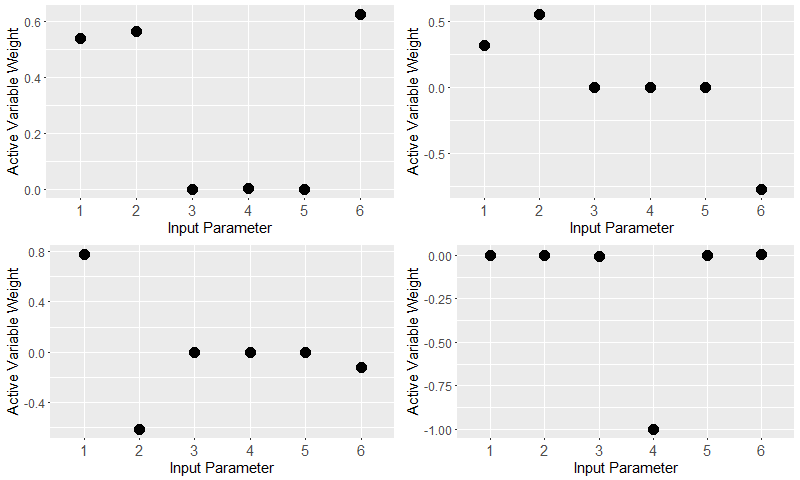 Active Variable Weight
0.6
0.4
0.2
0.0
1 2 3 4 5 6
Input Parameter
Active Variable Weight
0.5
0.0
-0.5
1 2 3 4 5 6
Input Parameter
Active Variable Weight
0.8
0.4
0.0
-0.4
1 2 3 4 5 6
Input Parameter
Active Variable Weight
0.00
-0.25
-0.50
-0.75
-1.00
1 2 3 4 5 6
Input Parameter